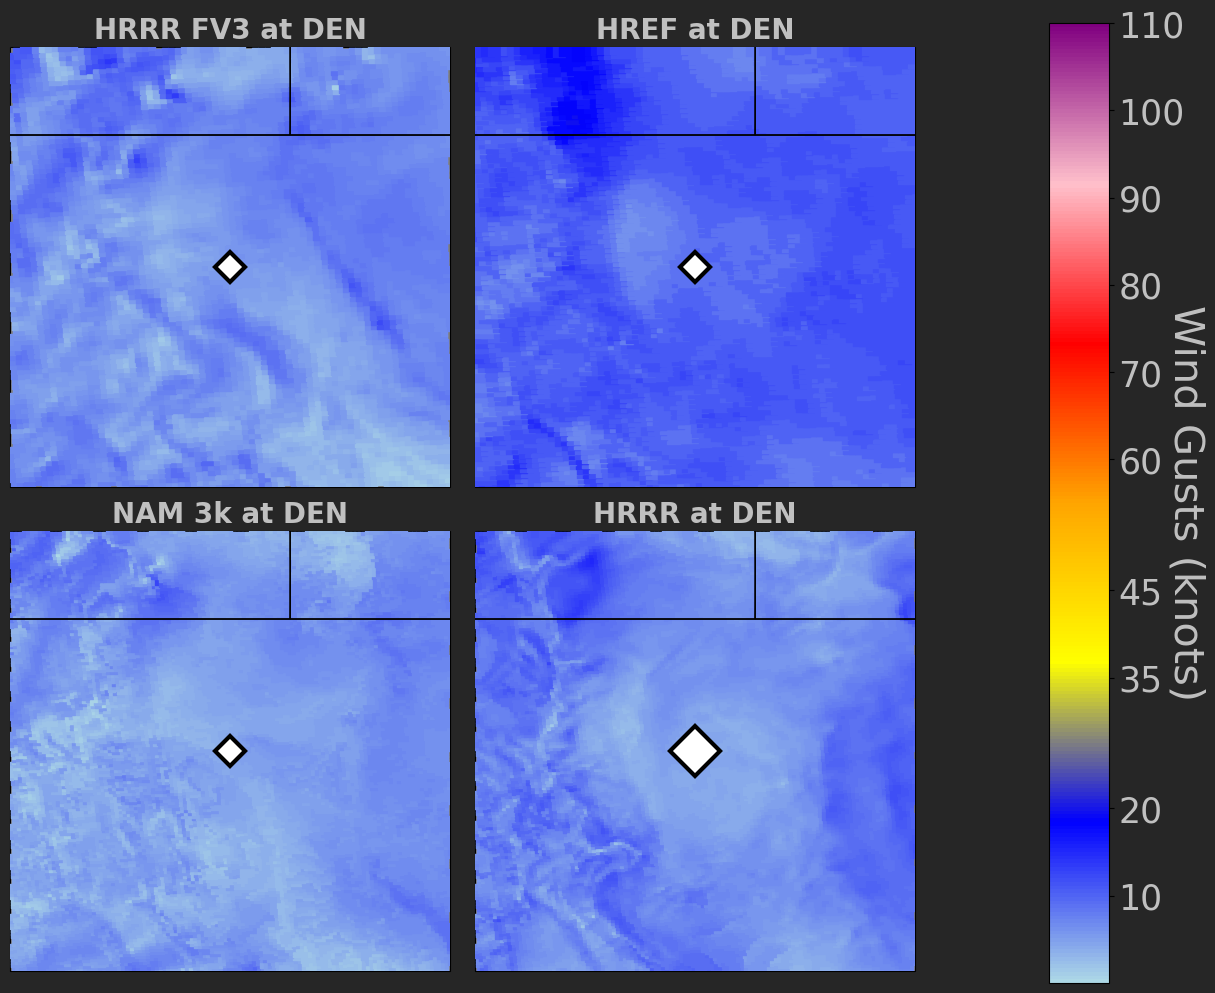 HRRR FV3 at DEN
HREF at DEN
NAM 3k at DEN
HRRR at DEN
110
100
90
80
70
60
45
35
20
10
Wind Gusts (knots)